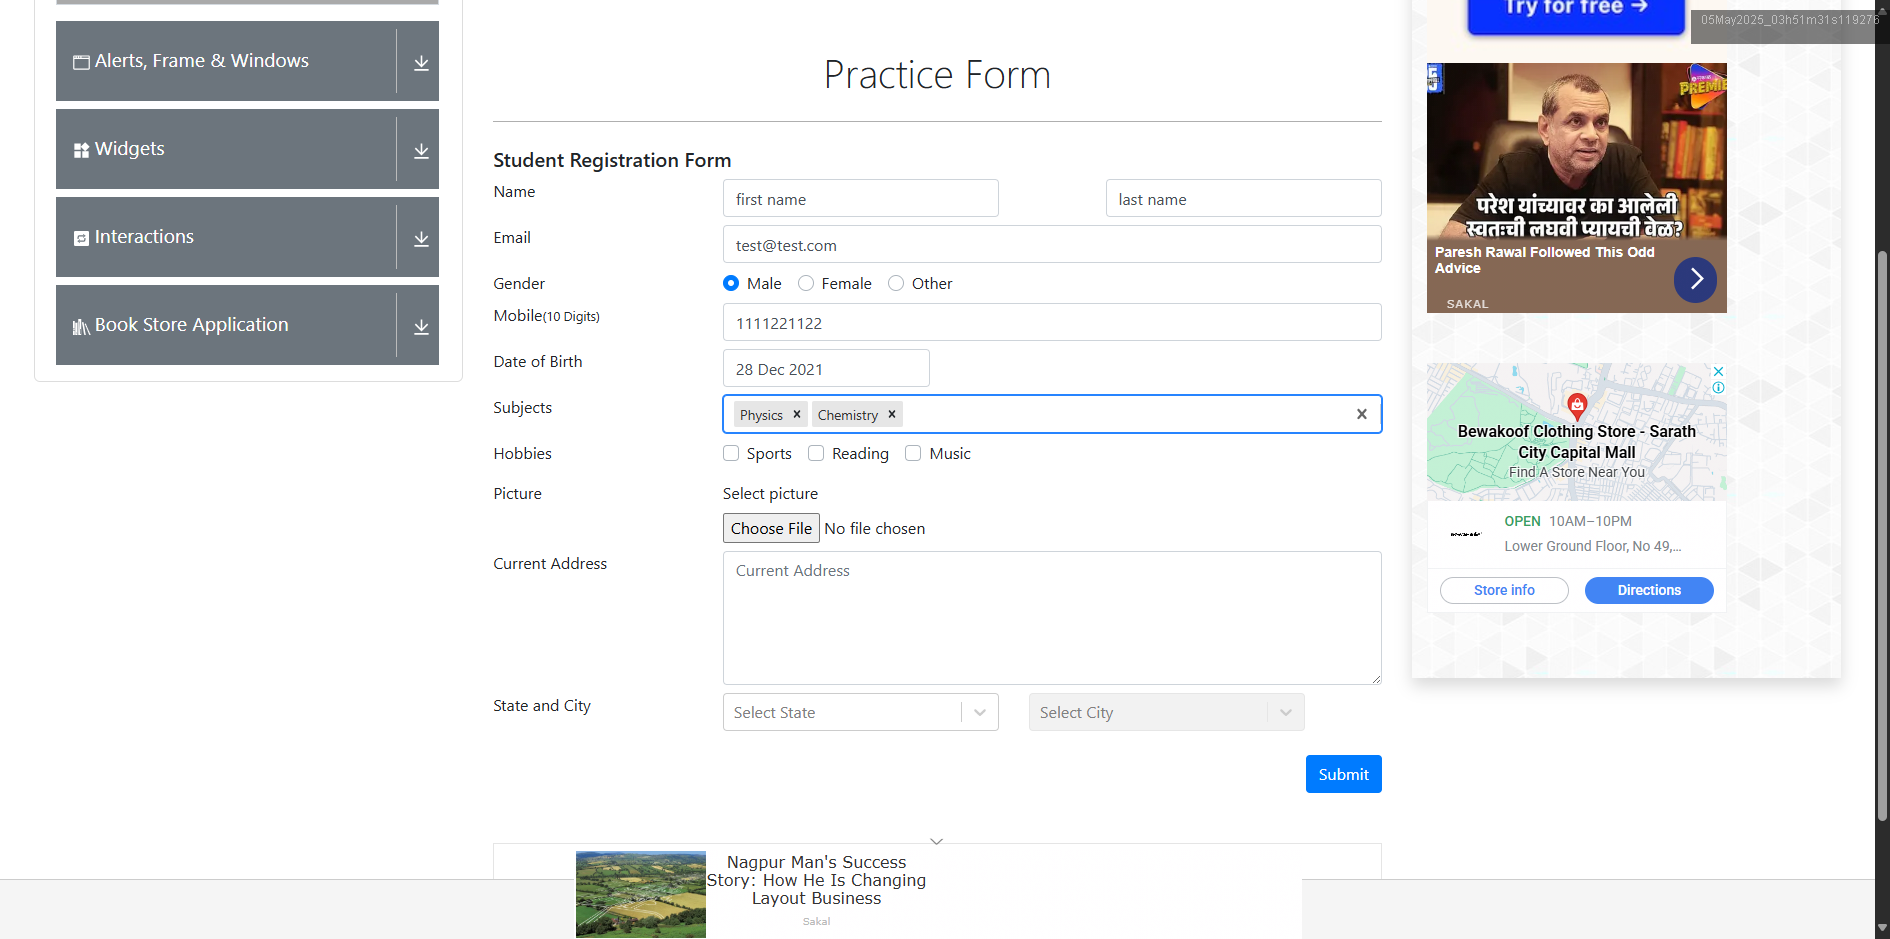 Try for free →
05May2025_03h51m31s119276
Alerts, Frame & Windows
Widgets
Interactions
Book Store Application
Practice Form
Student Registration Form
Name
first name
last name
Email
test@test.com
Gender
Male
Female
Other
Mobile(10 Digits)
1111221122
Date of Birth
28 Dec 2021
Subjects
Physics
Chemistry
Hobbies
Sports
Reading
Music
Picture
Select picture
Choose File No file chosen
Current Address
Current Address
State and City
Select State
Select City
Submit
परेश यांच्यावर का आलेली
स्वतःची लघवी प्यायची वेळ?
Paresh Rawal Followed This Odd
Advice
SAKAL
Bewakoof Clothing Store - Sarath
City Capital Mall
Find A Store Near You
OPEN 10AM–10PM
Lower Ground Floor, No 49,...
Store info
Directions
Nagpur Man's Success
Story: How He Is Changing
Layout Business
Sakal